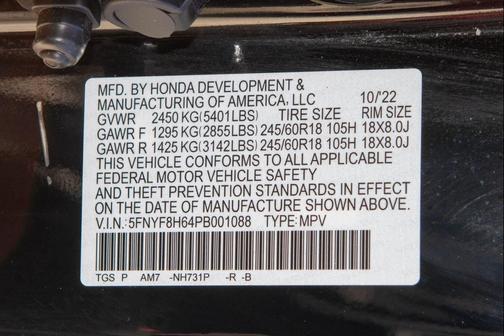 MFD. BY HONDA DEVELOPMENT &
MANUFACTURING OF AMERICA, LLC 10/'22
GVWR 2450 KG(5401LBS) TIRE SIZE RIM SIZE
GAWR F 1295 KG(2855LBS) 245/60R18 105H 18X8.0J
GAWR R 1425 KG(3142LBS) 245/60R18 105H 18X8.0J
THIS VEHICLE CONFORMS TO ALL APPLICABLE
FEDERAL MOTOR VEHICLE SAFETY
AND THEFT PREVENTION STANDARDS IN EFFECT
ON THE DATE OF MANUFACTURE SHOWN ABOVE.
V.I.N.: 5FNYF8H64PB001088 TYPE: MPV
TGS P AM7 -NH731P -R -B